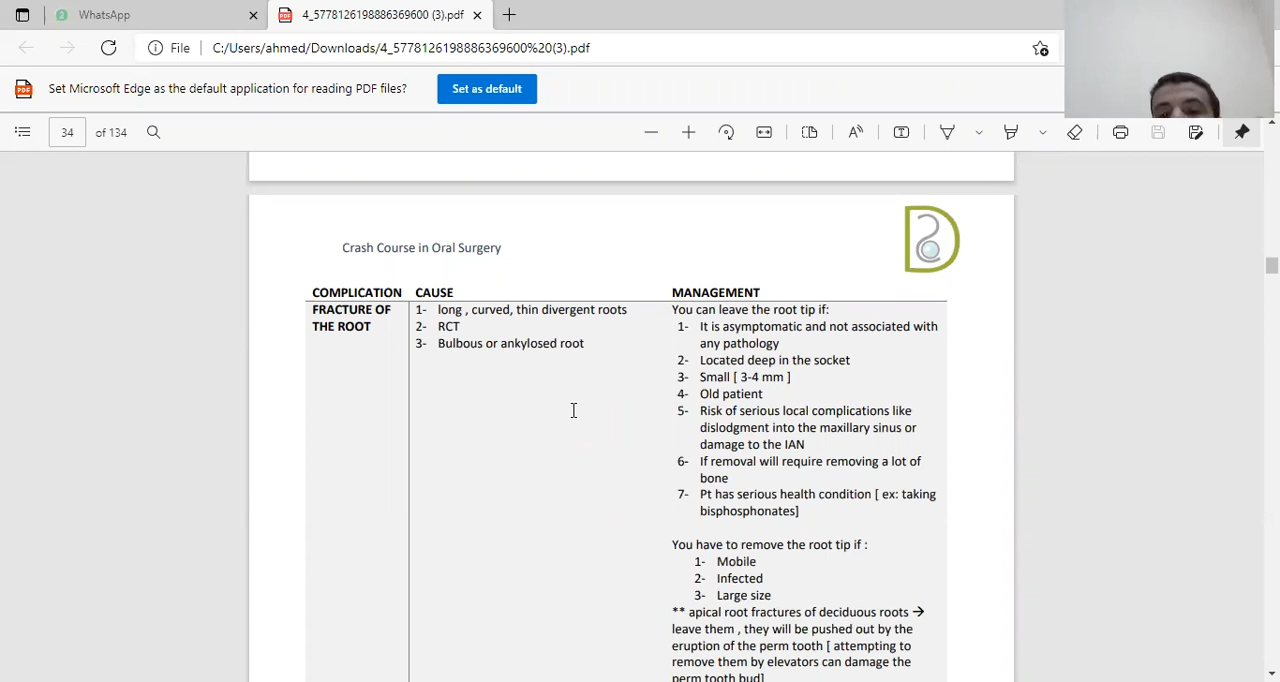 WhatsApp
4_5778126198886369600 (3).pdf
File
C:/Users/ahmed/Downloads/4_5778126198886369600%20(3).pdf
Set Microsoft Edge as the default application for reading PDF files?
Set as default
34 of 134
Crash Course in Oral Surgery
COMPLICATION CAUSE MANAGEMENT
FRACTURE OF THE ROOT
1- long , curved, thin divergent roots
2- RCT
3- Bulbous or ankylosed root
You can leave the root tip if:
1- It is asymptomatic and not associated with
any pathology
2- Located deep in the socket
3- Small [ 3-4 mm ]
4- Old patient
5- Risk of serious local complications like
dislodgment into the maxillary sinus or
damage to the IAN
6- If removal will require removing a lot of
bone
7- Pt has serious health condition [ ex: taking
bisphosphonates]
You have to remove the root tip if :
1- Mobile
2- Infected
3- Large size
** apical root fractures of deciduous roots →
leave them , they will be pushed out by the
eruption of the perm tooth [ attempting to
remove them by elevators can damage the
perm tooth bud]